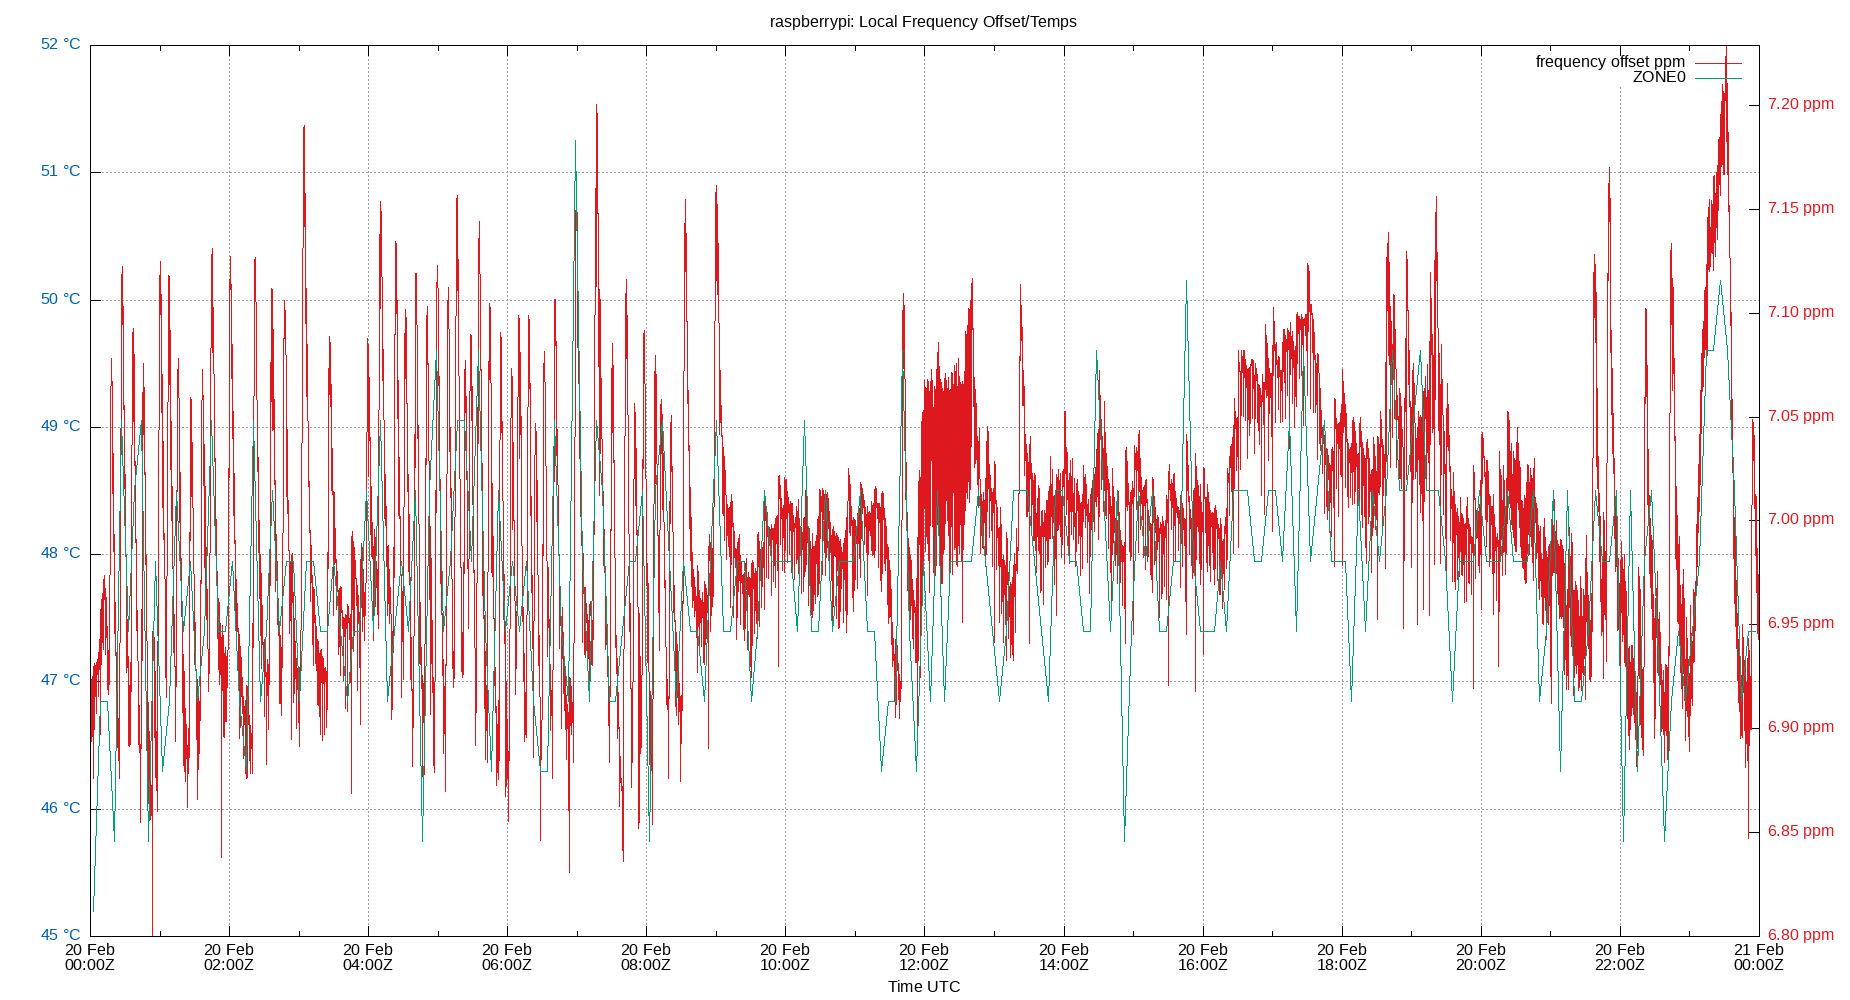 raspberrypi: Local Frequency Offset/Temps
frequency offset ppm
ZONE0
52 °C
51 °C
50 °C
49 °C
48 °C
47 °C
46 °C
45 °C
7.20 ppm
7.15 ppm
7.10 ppm
7.05 ppm
7.00 ppm
6.95 ppm
6.90 ppm
6.85 ppm
6.80 ppm
20 Feb
00:00Z
20 Feb
02:00Z
20 Feb
04:00Z
20 Feb
06:00Z
20 Feb
08:00Z
20 Feb
10:00Z
20 Feb
12:00Z
20 Feb
14:00Z
20 Feb
16:00Z
20 Feb
18:00Z
20 Feb
20:00Z
20 Feb
22:00Z
21 Feb
00:00Z
Time UTC